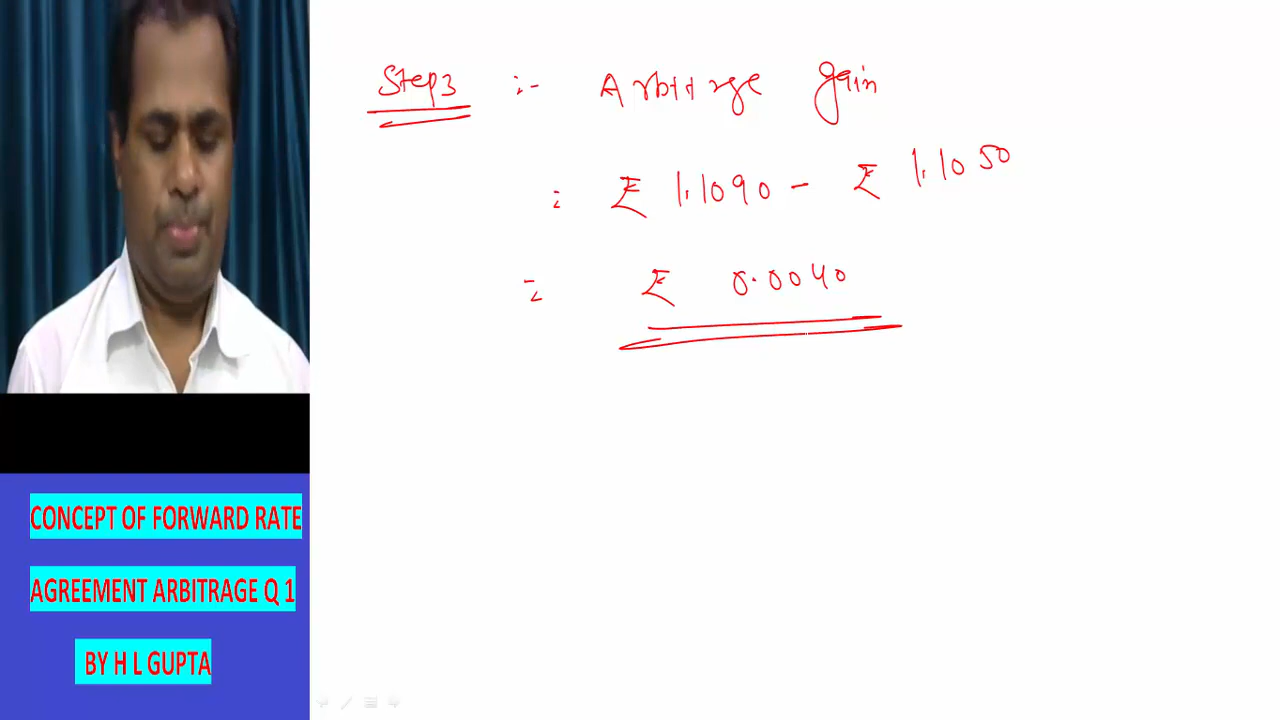 Step3 :- Arbitrage gain
= ₹ 1.1090 - ₹ 1.1050
= ₹ 0.0040
CONCEPT OF FORWARD RATE
AGREEMENT ARBITRAGE Q 1
BY H L GUPTA